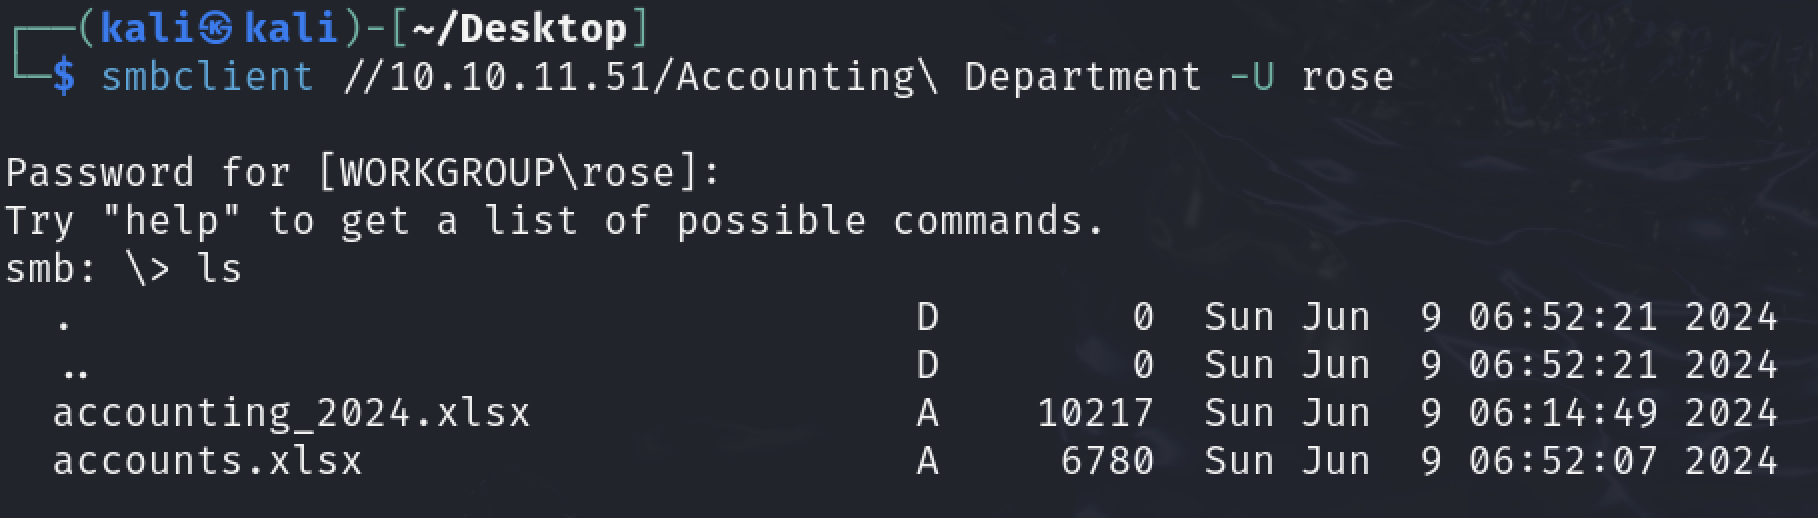 ┌──(kali㉿kali)-[~/Desktop]
└─$ smbclient //10.10.11.51/Accounting\ Department -U rose
Password for [WORKGROUP\rose]:
Try "help" to get a list of possible commands.
smb: \> ls
  .                                   D        0  Sun Jun  9 06:52:21 2024
  ..                                  D        0  Sun Jun  9 06:52:21 2024
  accounting_2024.xlsx                A    10217  Sun Jun  9 06:14:49 2024
  accounts.xlsx                       A     6780  Sun Jun  9 06:52:07 2024